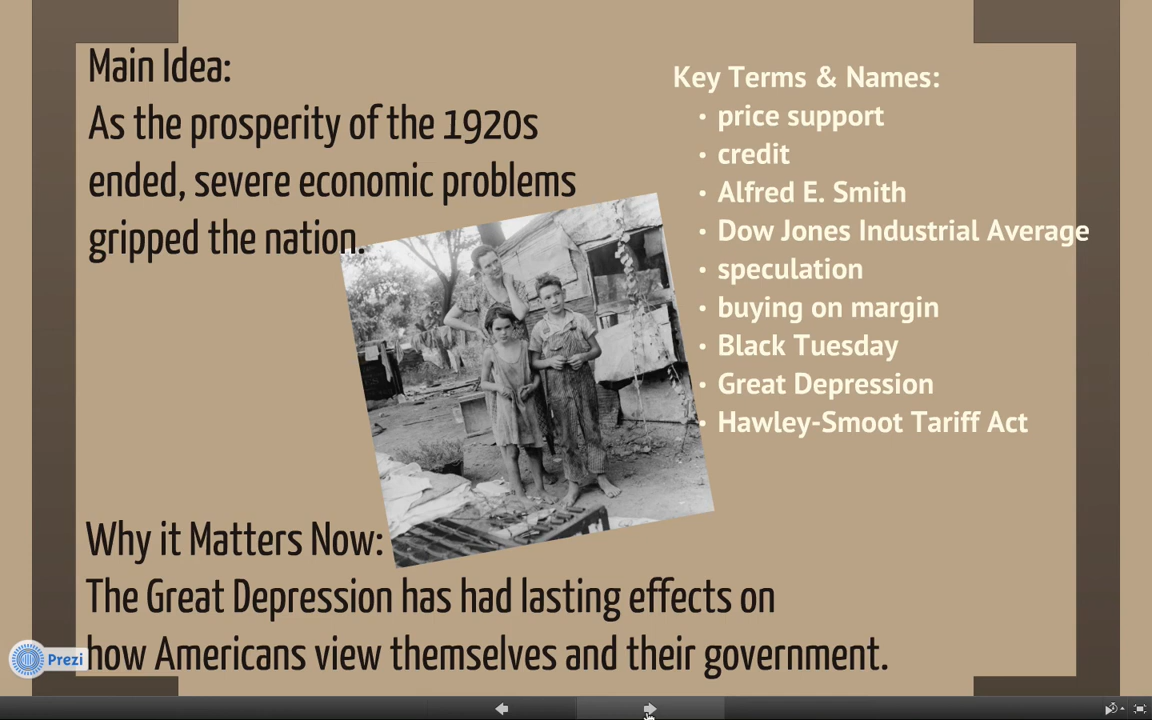 Main Idea:
As the prosperity of the 1920s
ended, severe economic problems
gripped the nation.
Key Terms & Names:
• price support
• credit
• Alfred E. Smith
• Dow Jones Industrial Average
• speculation
• buying on margin
• Black Tuesday
• Great Depression
• Hawley-Smoot Tariff Act
Why it Matters Now:
The Great Depression has had lasting effects on
how Americans view themselves and their government.
Prezi